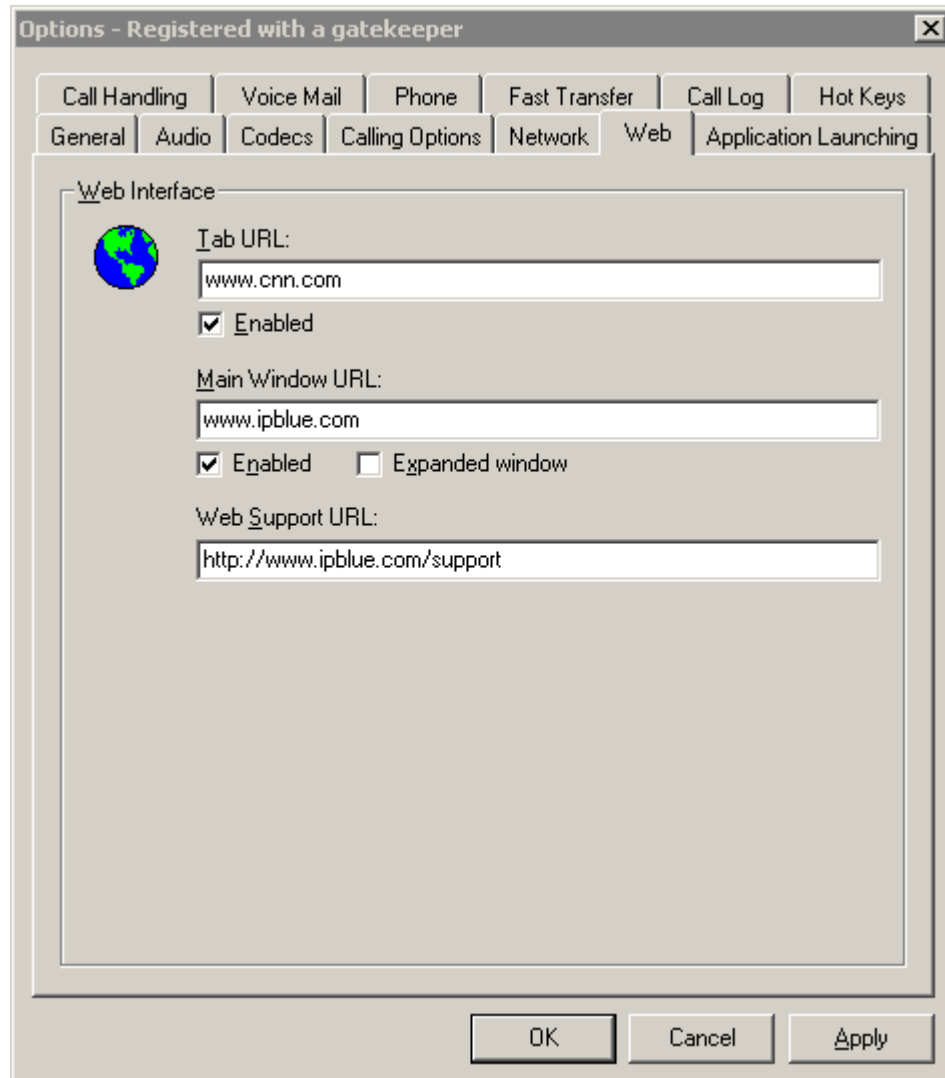 Options - Registered with a gatekeeper
Call Handling Voice Mail Phone Fast Transfer Call Log Hot Keys
General Audio Codecs Calling Options Network Web Application Launching
Web Interface
Tab URL:
www.cnn.com
Enabled
Main Window URL:
www.ipblue.com
Enabled Expanded window
Web Support URL:
http://www.ipblue.com/support
OK Cancel Apply